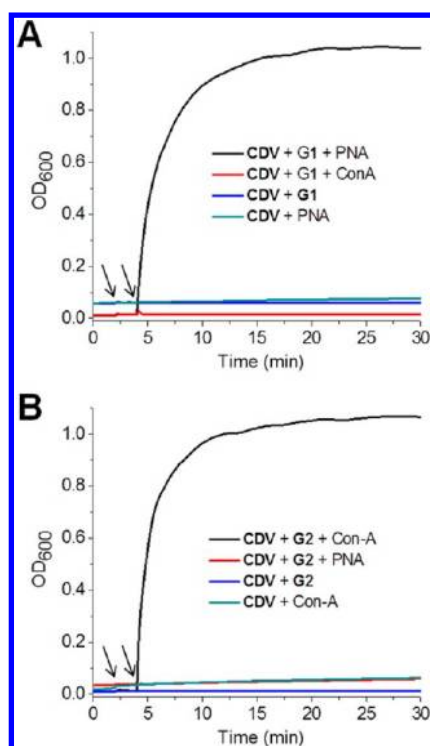 A
1.0
0.8
0.6
0.4
0.2
0.0
OD600
CDV + G1 + PNA
CDV + G1 + ConA
CDV + G1
CDV + PNA
0 5 10 15 20 25 30
Time (min)
B
1.0
0.8
0.6
0.4
0.2
0.0
OD600
CDV + G2 + Con-A
CDV + G2 + PNA
CDV + G2
CDV + Con-A
0 5 10 15 20 25 30
Time (min)